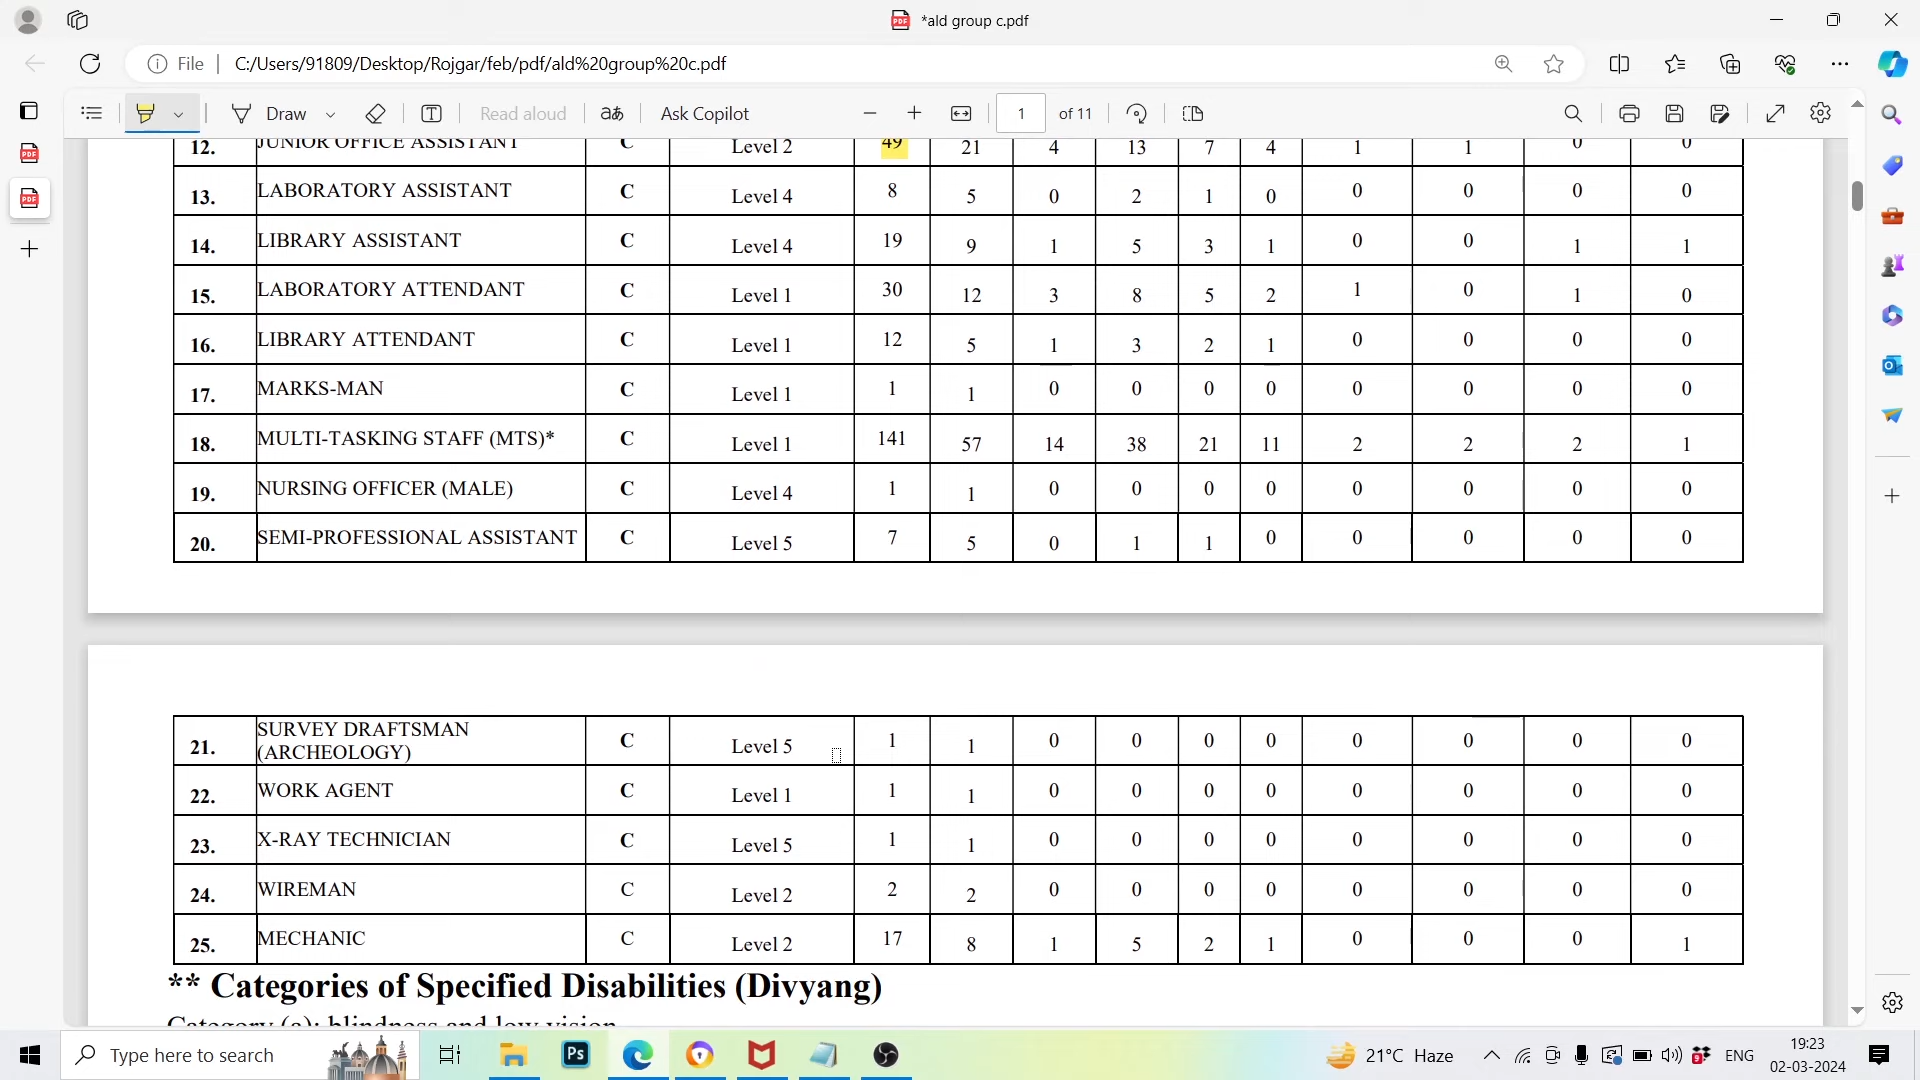 *ald group c.pdf
File C:/Users/91809/Desktop/Rojgar/feb/pdf/ald%20group%20c.pdf
Draw Read aloud aあ Ask Copilot 1 of 11
12. JUNIOR OFFICE ASSISTANT C Level 2 49 21 4 13 7 4 1 1 0 0
13. LABORATORY ASSISTANT C Level 4 8 5 0 2 1 0 0 0 0 0
14. LIBRARY ASSISTANT C Level 4 19 9 1 5 3 1 0 0 1 1
15. LABORATORY ATTENDANT C Level 1 30 12 3 8 5 2 1 0 1 0
16. LIBRARY ATTENDANT C Level 1 12 5 1 3 2 1 0 0 0 0
17. MARKS-MAN C Level 1 1 1 0 0 0 0 0 0 0 0
18. MULTI-TASKING STAFF (MTS)* C Level 1 141 57 14 38 21 11 2 2 2 1
19. NURSING OFFICER (MALE) C Level 4 1 1 0 0 0 0 0 0 0 0
20. SEMI-PROFESSIONAL ASSISTANT C Level 5 7 5 0 1 1 0 0 0 0 0
21. SURVEY DRAFTSMAN
(ARCHEOLOGY) C Level 5 1 1 0 0 0 0 0 0 0 0
22. WORK AGENT C Level 1 1 1 0 0 0 0 0 0 0 0
23. X-RAY TECHNICIAN C Level 5 1 1 0 0 0 0 0 0 0 0
24. WIREMAN C Level 2 2 2 0 0 0 0 0 0 0 0
25. MECHANIC C Level 2 17 8 1 5 2 1 0 0 0 1
** Categories of Specified Disabilities (Divyang)
Category (a): blindness and low vision
Type here to search Ps 21°C Haze ENG 19:23
02-03-2024